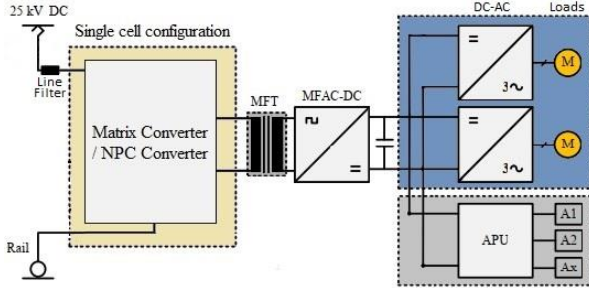 25 kV DC
Single cell configuration
DC-AC
Loads
Line
Filter
MFT
MFAC-DC
Matrix Converter
/ NPC Converter
=
3~
M
=
3~
M
=
Rail
APU
A1
A2
Ax